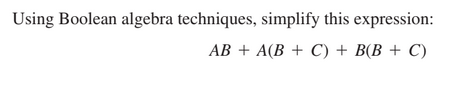 Using Boolean algebra techniques, simplify this expression:
AB + A(B + C) + B(B + C)